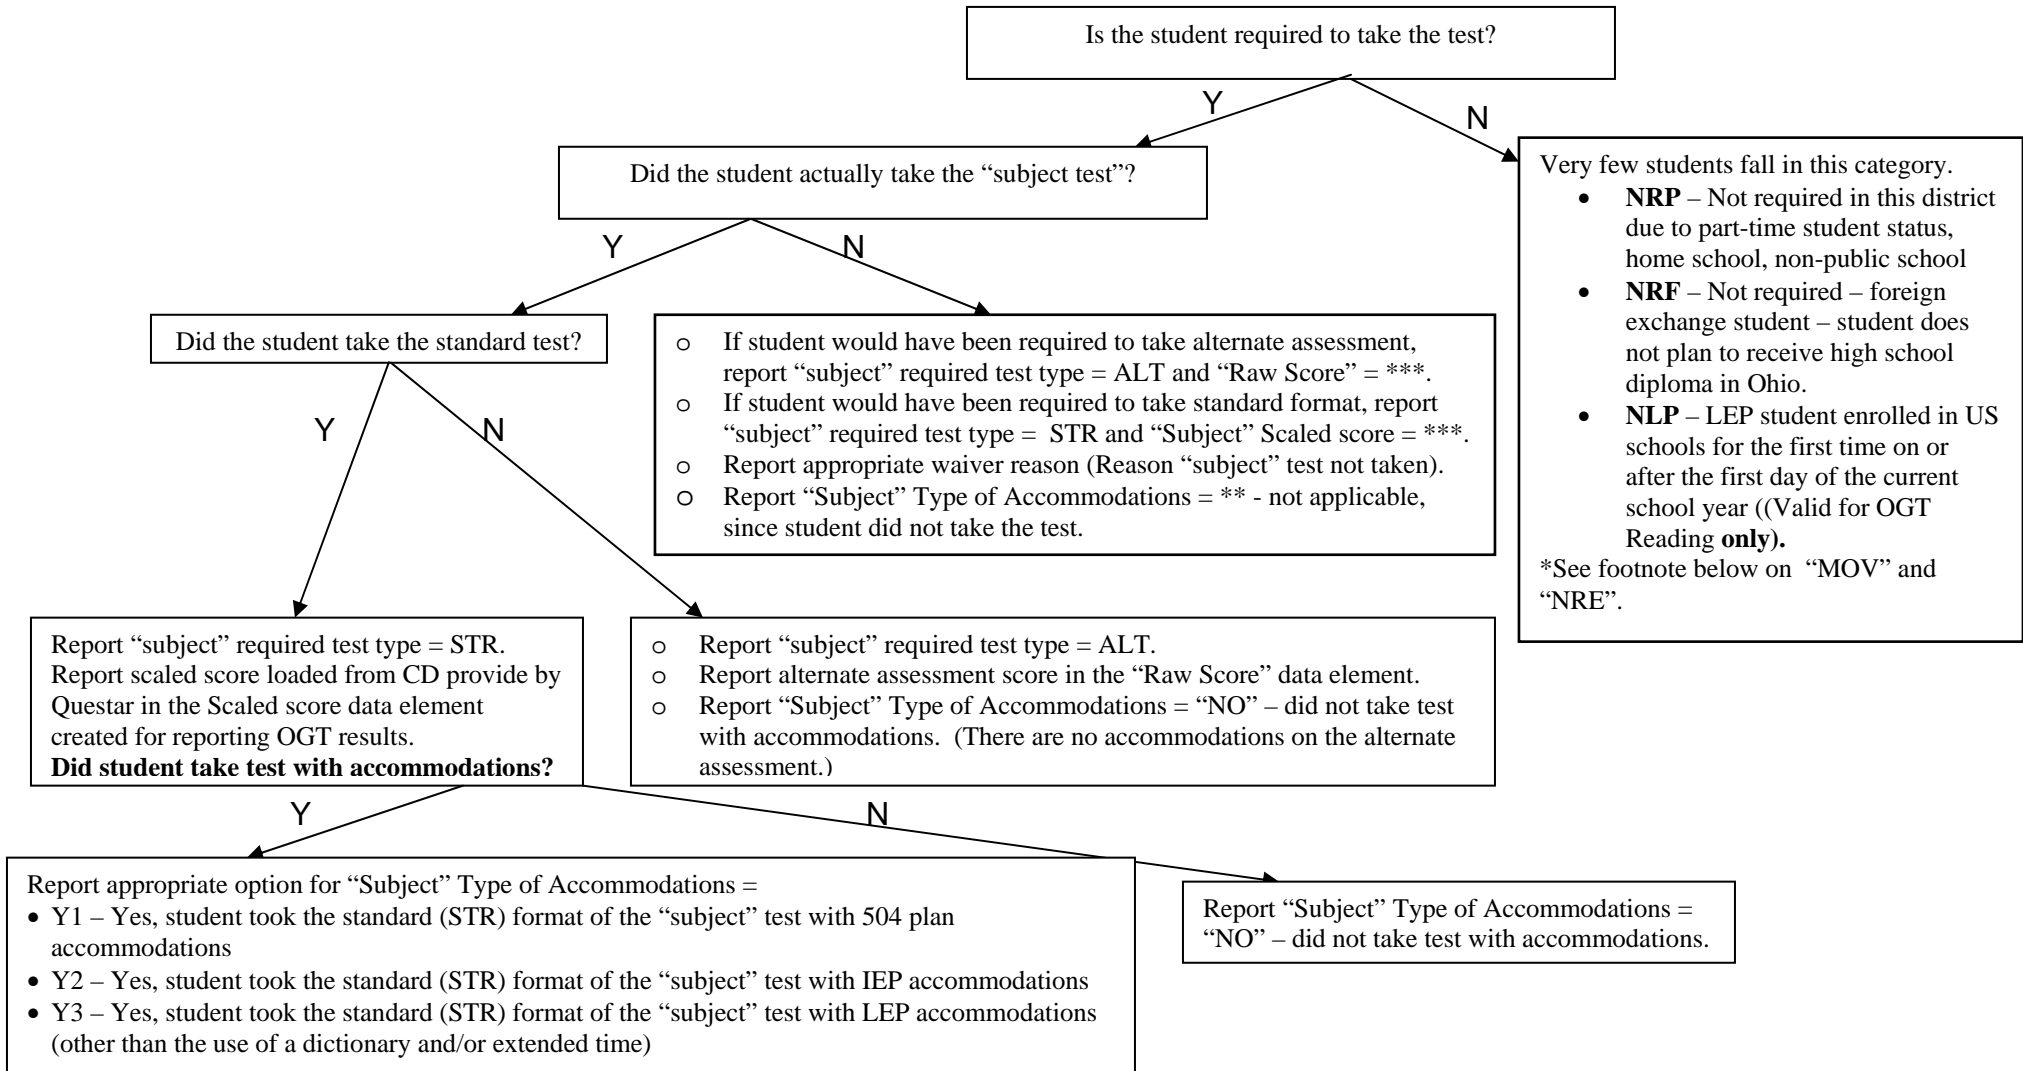 Is the student required to take the test?
Y
N
Did the student actually take the “subject test”?
Very few students fall in this category.
• NRP – Not required in this district
due to part-time student status,
home school, non-public school
• NRF – Not required – foreign
exchange student – student does
not plan to receive high school
diploma in Ohio.
• NLP – LEP student enrolled in US
schools for the first time on or
after the first day of the current
school year ((Valid for OGT
Reading only).
*See footnote below on “MOV” and
“NRE”.
Y
N
Did the student take the standard test?
o If student would have been required to take alternate assessment,
report “subject” required test type = ALT and “Raw Score” = ***.
o If student would have been required to take standard format, report
“subject” required test type = STR and “Subject” Scaled score = ***.
o Report appropriate waiver reason (Reason “subject” test not taken).
o Report “Subject” Type of Accommodations = ** - not applicable,
since student did not take the test.
Y
N
Report “subject” required test type = STR.
Report scaled score loaded from CD provide by
Questar in the Scaled score data element
created for reporting OGT results.
Did student take test with accommodations?
o Report “subject” required test type = ALT.
o Report alternate assessment score in the “Raw Score” data element.
o Report “Subject” Type of Accommodations = “NO” – did not take test
with accommodations. (There are no accommodations on the alternate
assessment.)
Y
N
Report appropriate option for “Subject” Type of Accommodations =
• Y1 – Yes, student took the standard (STR) format of the “subject” test with 504 plan
accommodations
• Y2 – Yes, student took the standard (STR) format of the “subject” test with IEP accommodations
• Y3 – Yes, student took the standard (STR) format of the “subject” test with LEP accommodations
(other than the use of a dictionary and/or extended time)
Report “Subject” Type of Accommodations =
“NO” – did not take test with accommodations.